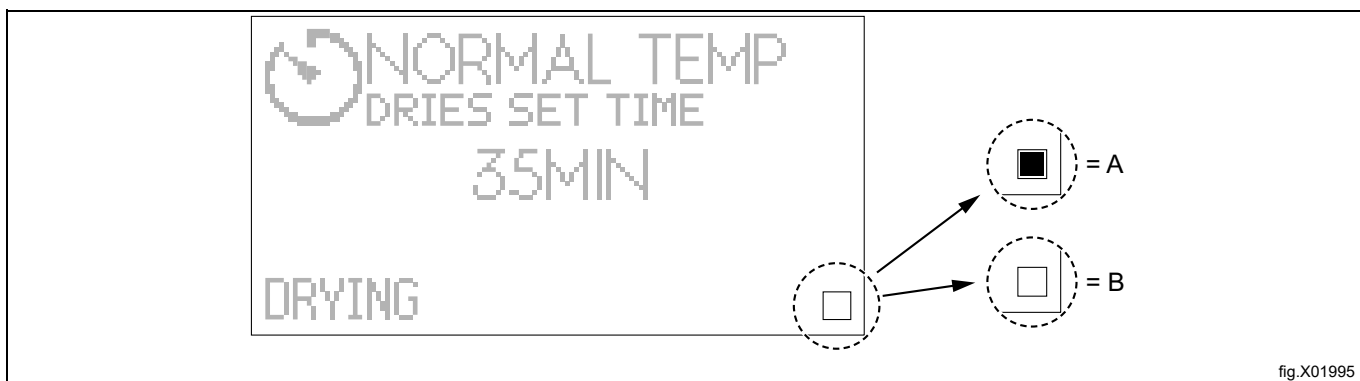 NORMAL TEMP
DRIES SET TIME
35MIN
= A
= B
DRYING
fig.X01995